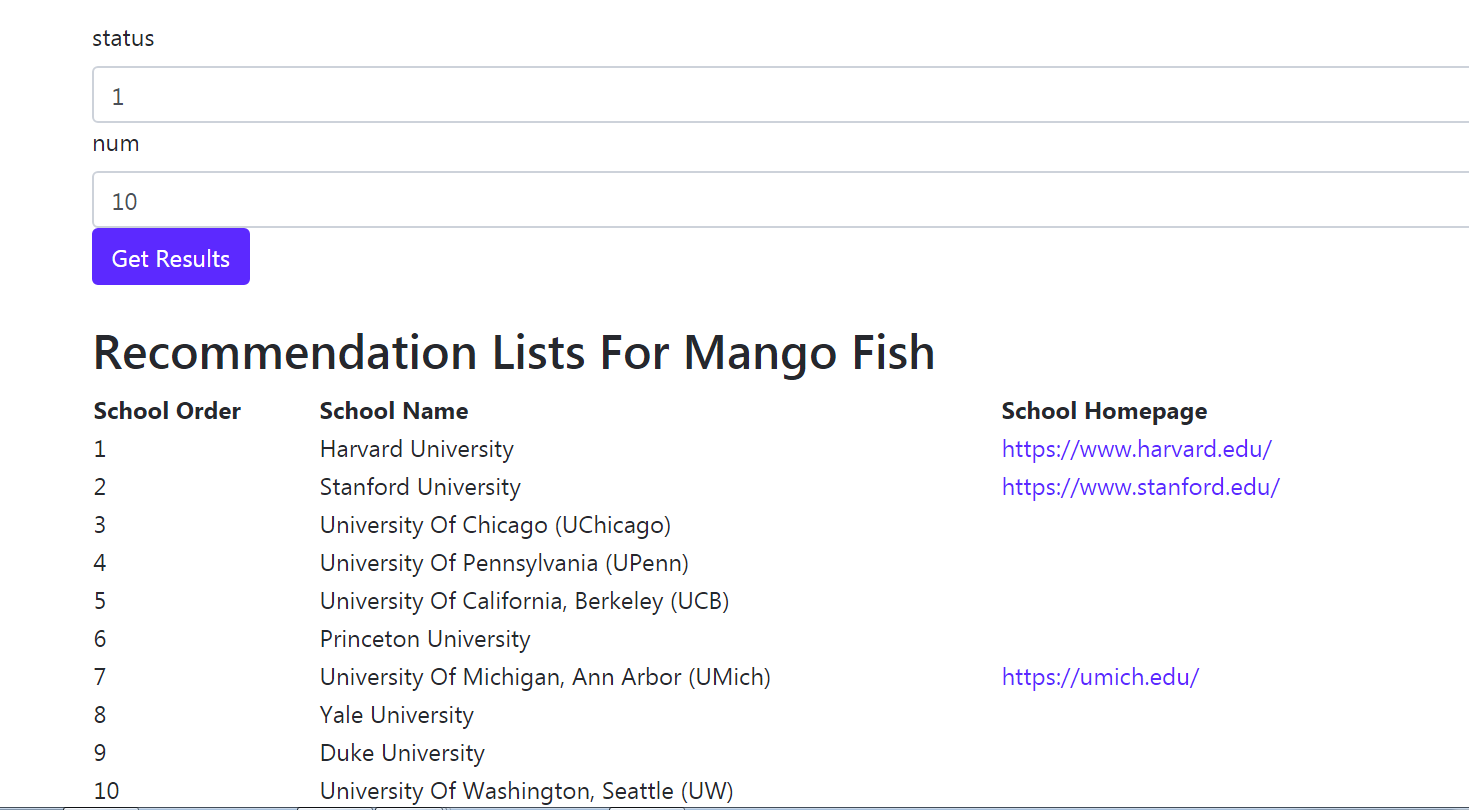 status
1
num
10
Get Results
Recommendation Lists For Mango Fish
School Order School Name School Homepage
1 Harvard University https://www.harvard.edu/
2 Stanford University https://www.stanford.edu/
3 University Of Chicago (UChicago)
4 University Of Pennsylvania (UPenn)
5 University Of California, Berkeley (UCB)
6 Princeton University
7 University Of Michigan, Ann Arbor (UMich) https://umich.edu/
8 Yale University
9 Duke University
10 University Of Washington, Seattle (UW)